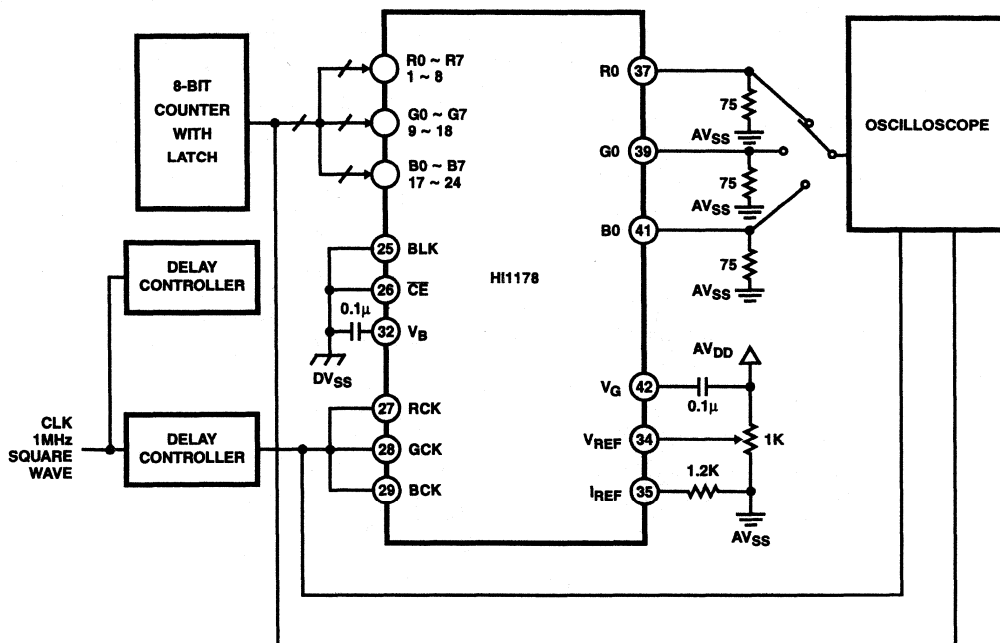 8-BIT
COUNTER
WITH
LATCH
DELAY
CONTROLLER
CLK
1MHz
SQUARE
WAVE
DELAY
CONTROLLER
R0 ~ R7
1 ~ 8
G0 ~ G7
9 ~ 18
B0 ~ B7
17 ~ 24
25 BLK
26 CE
0.1μ
32 VB
DVSS
27 RCK
28 GCK
29 BCK
HI1178
R0 37
75
AVSS
G0 39
75
AVSS
B0 41
75
AVSS
AVDD
VG 42
0.1μ
VREF 34
1K
1.2K
IREF 35
AVSS
OSCILLOSCOPE